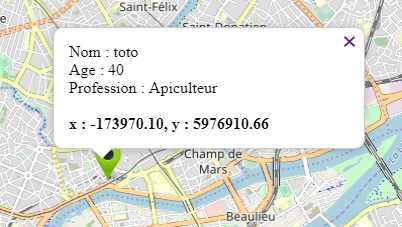 Saint-Félix
Saint-Donatien
Nom : toto
Age : 40
Profession : Apiculteur
x : -173970.10, y : 5976910.66
Champ de
Mars
Beaulieu